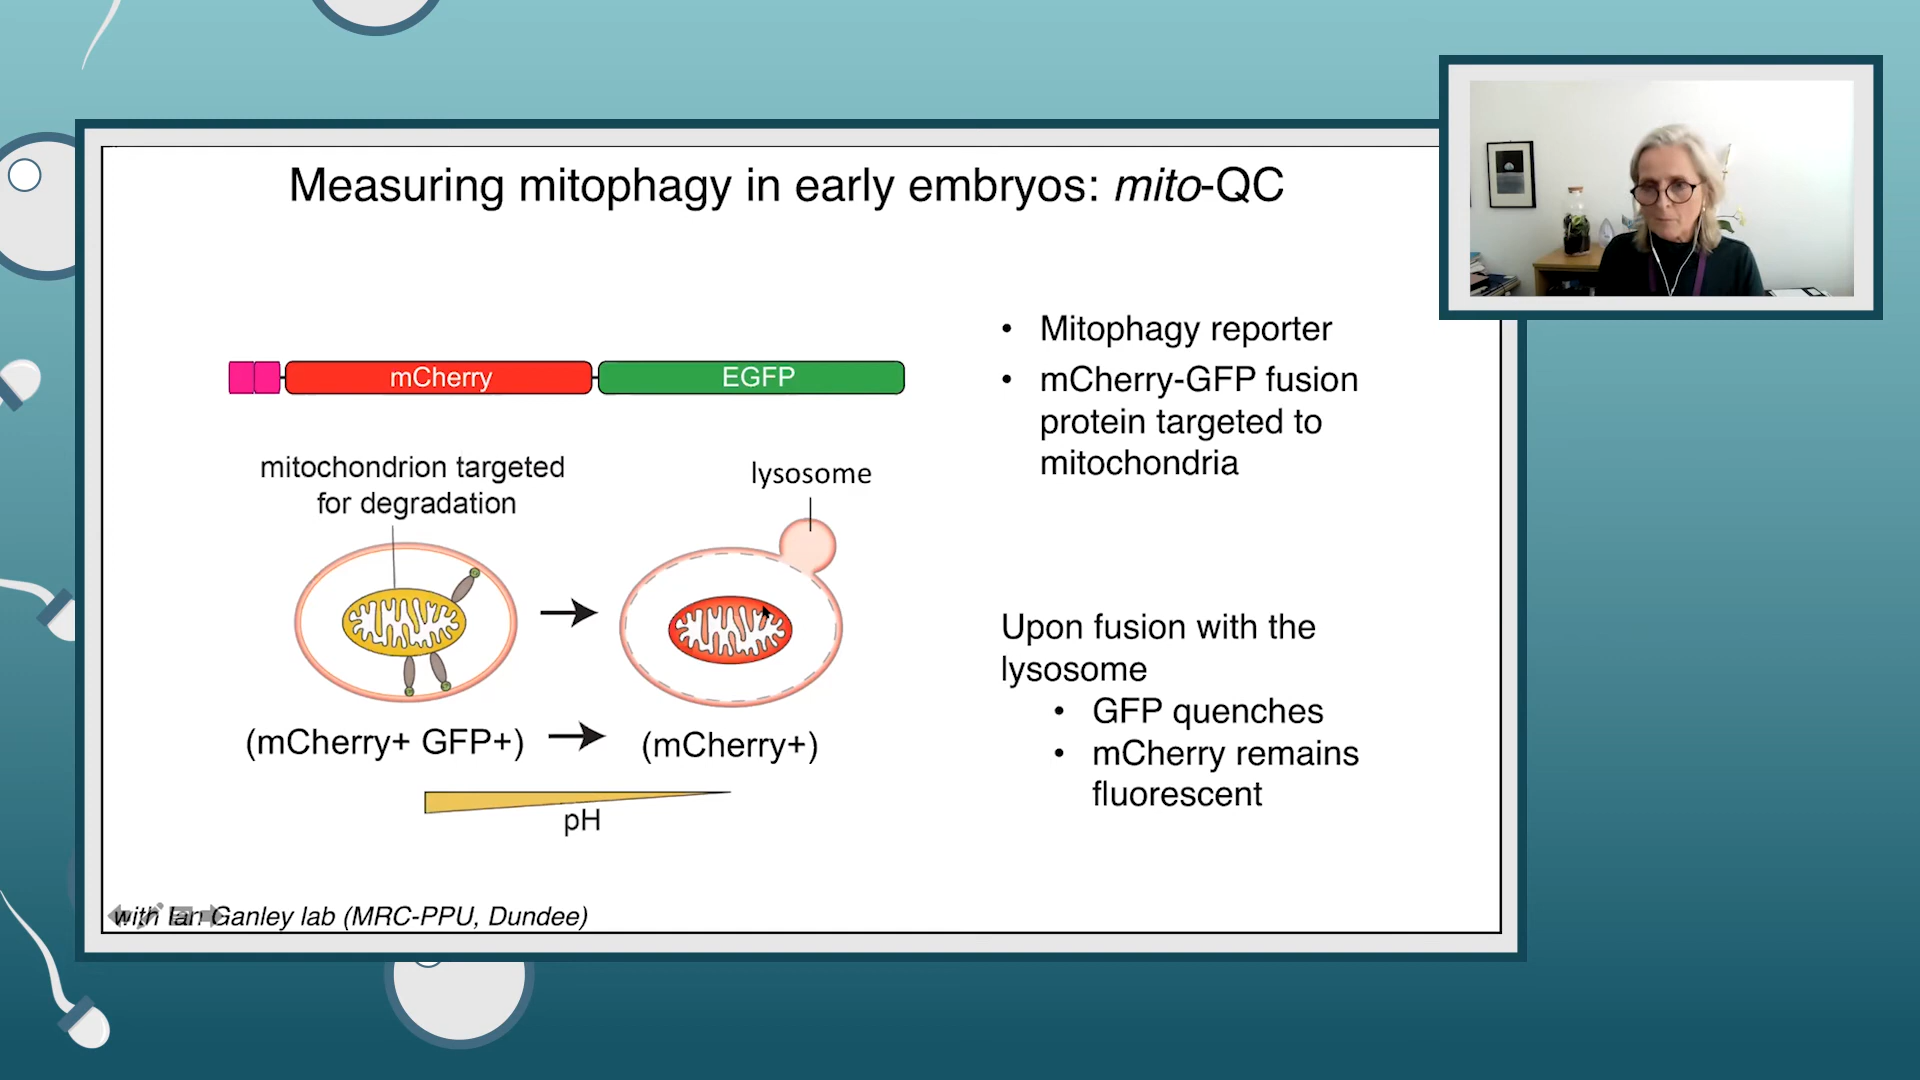 Measuring mitophagy in early embryos: mito-QC
mCherry
EGFP
mitochondrion targeted
for degradation
lysosome
(mCherry+ GFP+)
(mCherry+)
pH
• Mitophagy reporter
• mCherry-GFP fusion
protein targeted to
mitochondria
Upon fusion with the
lysosome
• GFP quenches
• mCherry remains
fluorescent
with Ian Ganley lab (MRC-PPU, Dundee)